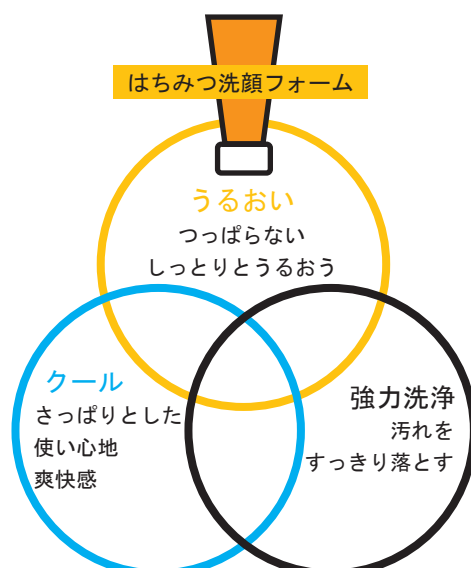 はちみつ洗顔フォーム
うるおい
つっぱらない
しっとりとうるおう
クール
さっぱりとした
使い心地
爽快感
強力洗浄
汚れを
すっきり落とす